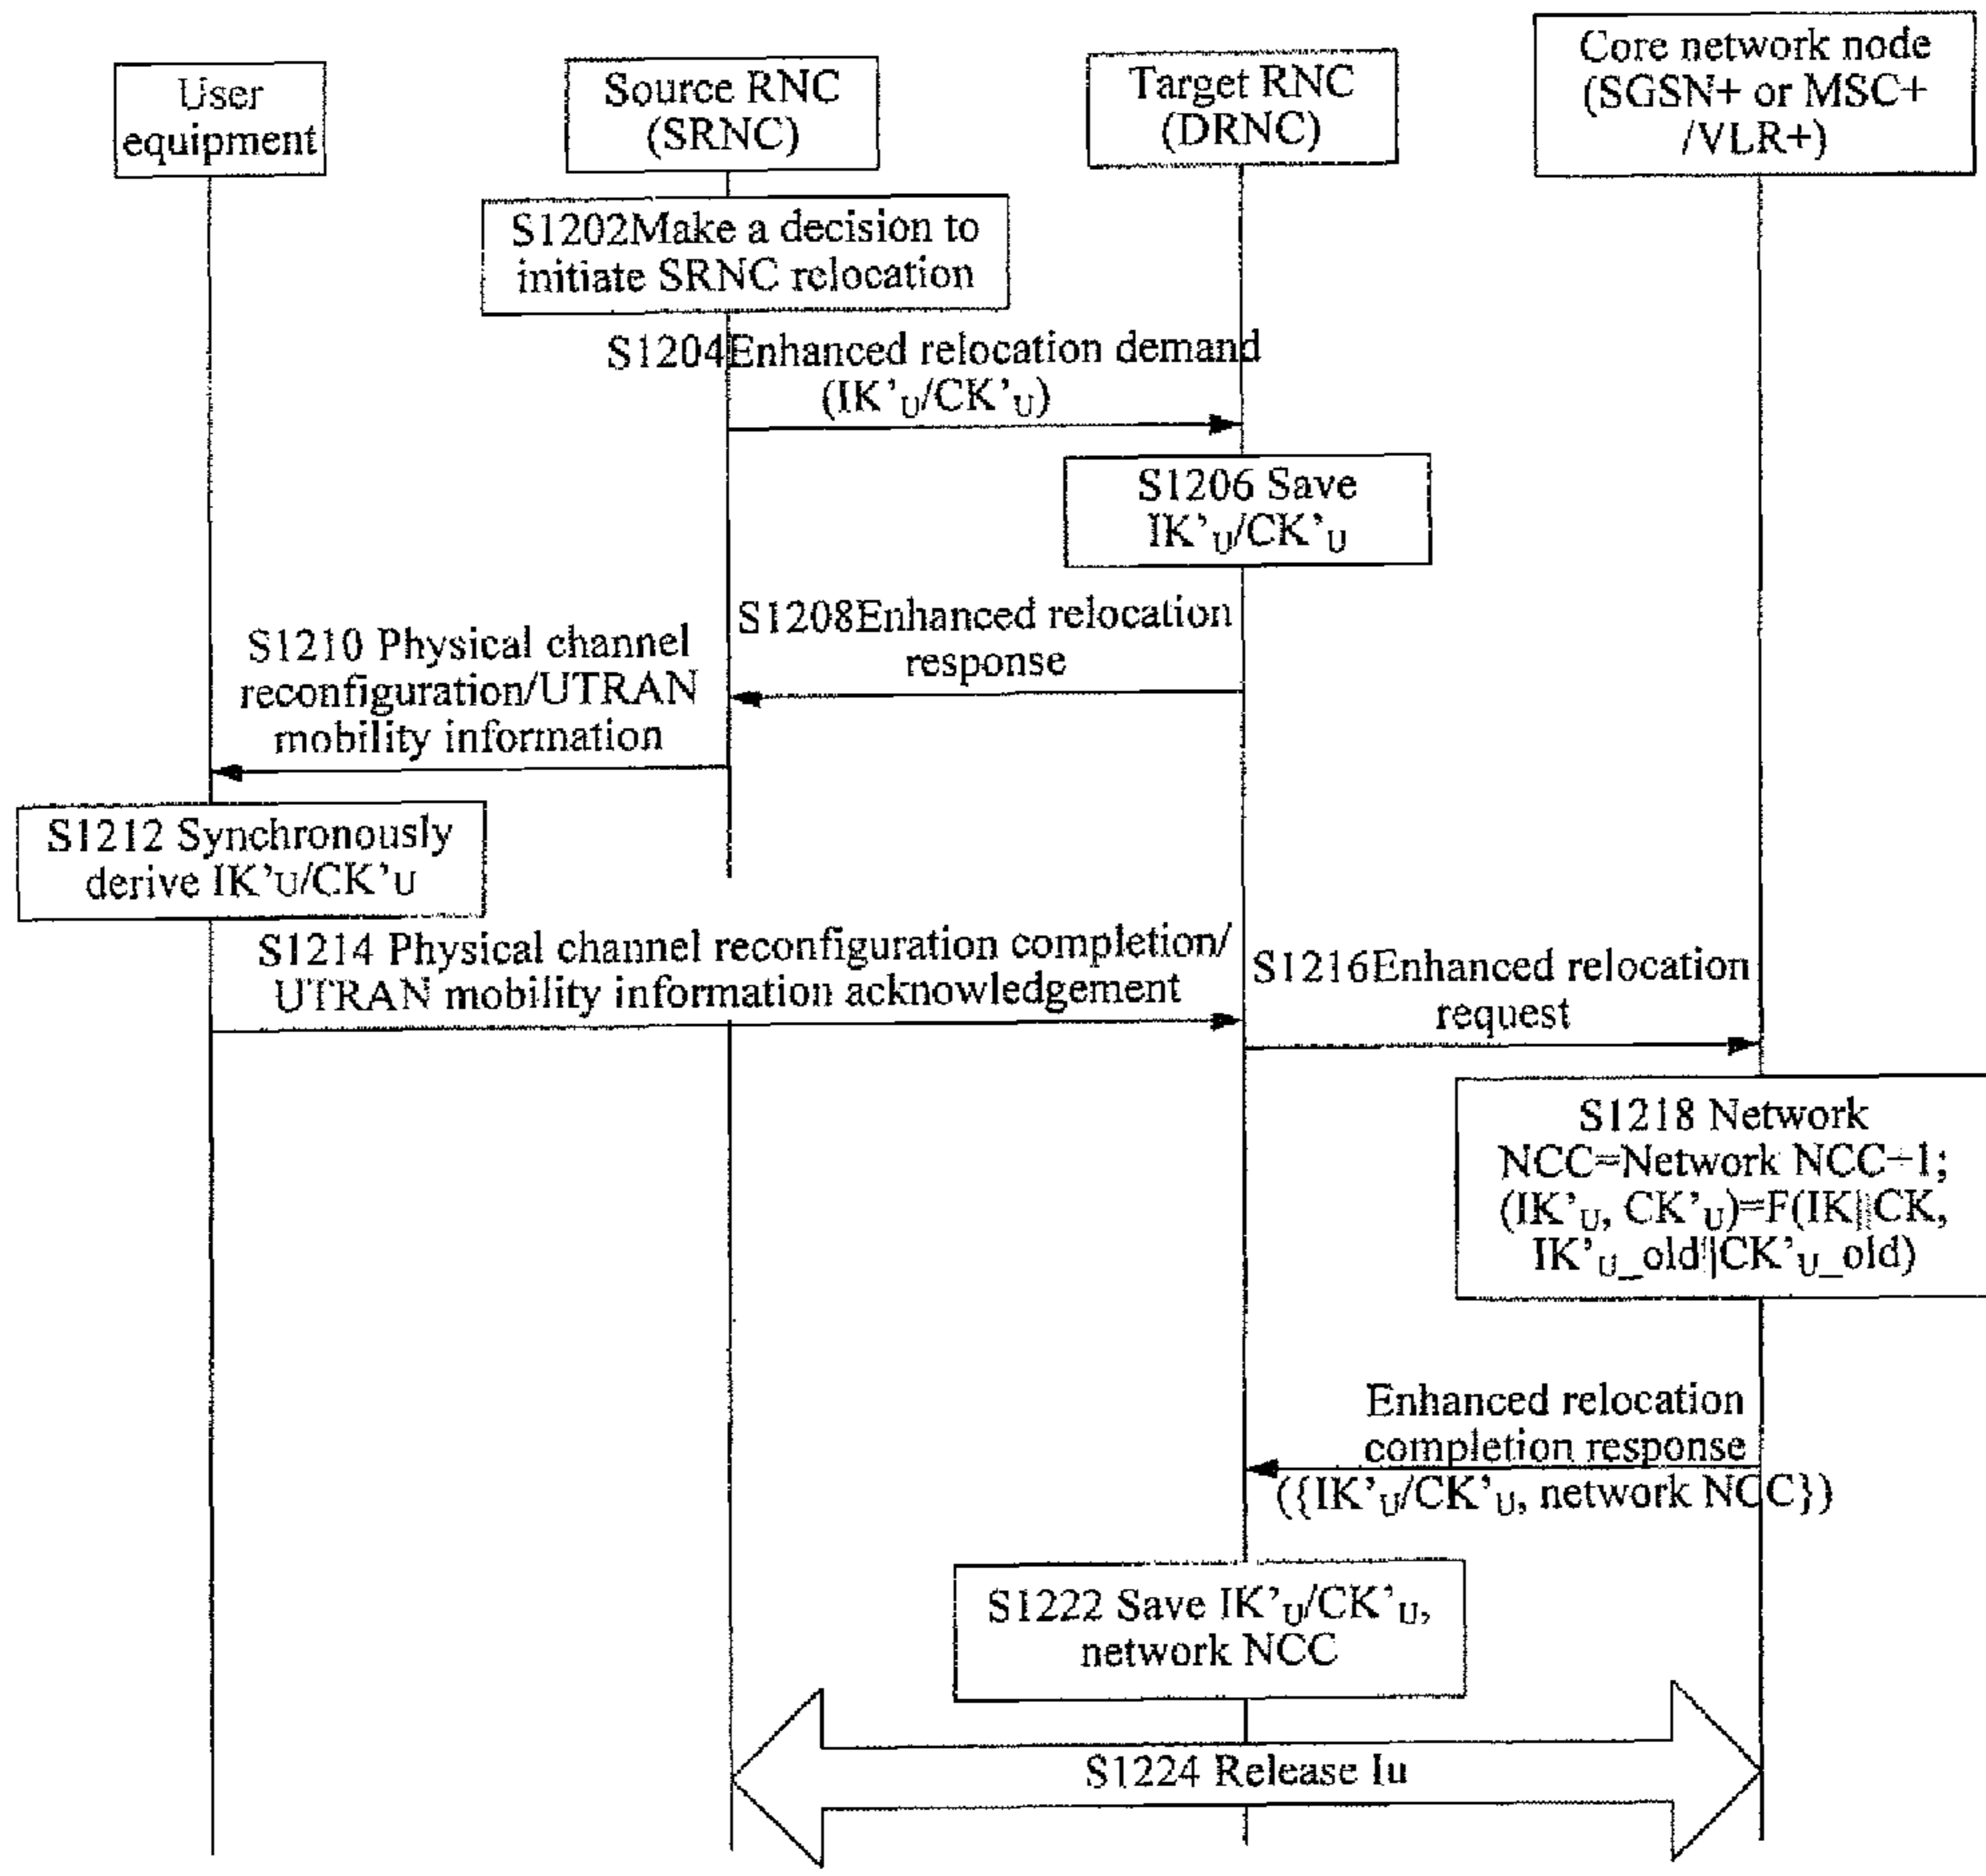 User
equipment
Source RNC
(SRNC)
Target RNC
(DRNC)
Core network node
(SGSN+ or MSC+
/VLR+)
S1202Make a decision to
initiate SRNC relocation
S1204Enhanced relocation demand
(IK'U/CK'U)
S1206 Save
IK'U/CK'U
S1208Enhanced relocation
response
S1210 Physical channel
reconfiguration/UTRAN
mobility information
S1212 Synchronously
derive IK'U/CK'U
S1214 Physical channel reconfiguration completion/
UTRAN mobility information acknowledgement
S1216Enhanced relocation
request
S1218 Network
NCC=Network NCC+1;
(IK'U, CK'U)=F(IK||CK,
IK'U_old||CK'U_old)
Enhanced relocation
completion response
({IK'U/CK'U, network NCC})
S1222 Save IK'U/CK'U,
network NCC
S1224 Release Iu